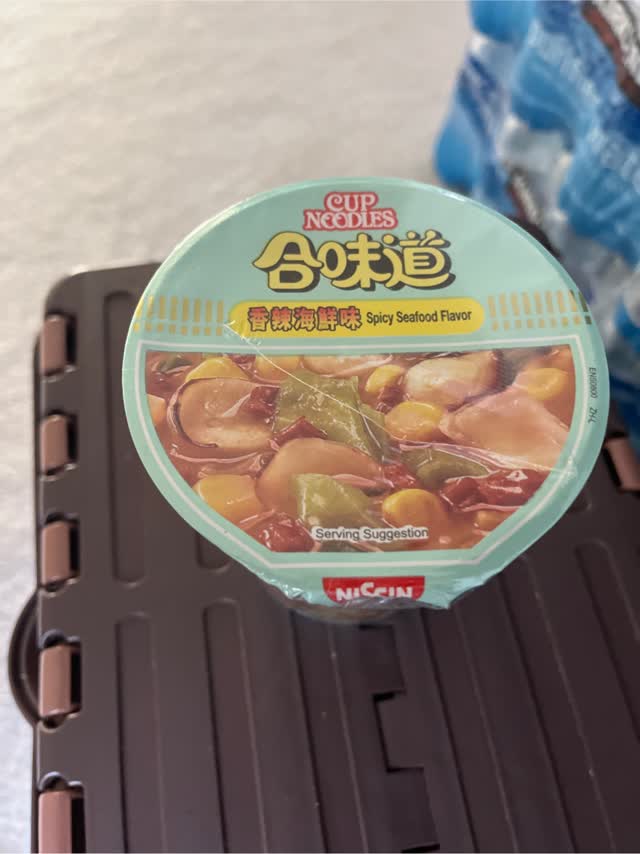 CUP
NOODLES
合味道
香辣海鮮味 Spicy Seafood Flavor
Serving Suggestion
NISSIN